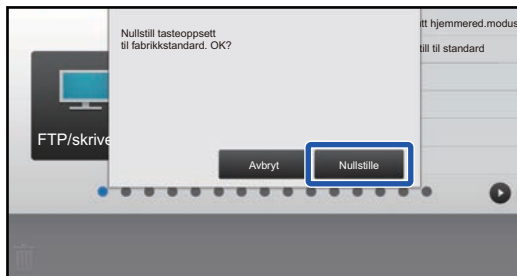 Nullstill tasteoppsett
til fabrikkstandard. OK?
tt hjemmered.modus
till til standard
FTP/skrive
Avbryt
Nullstille